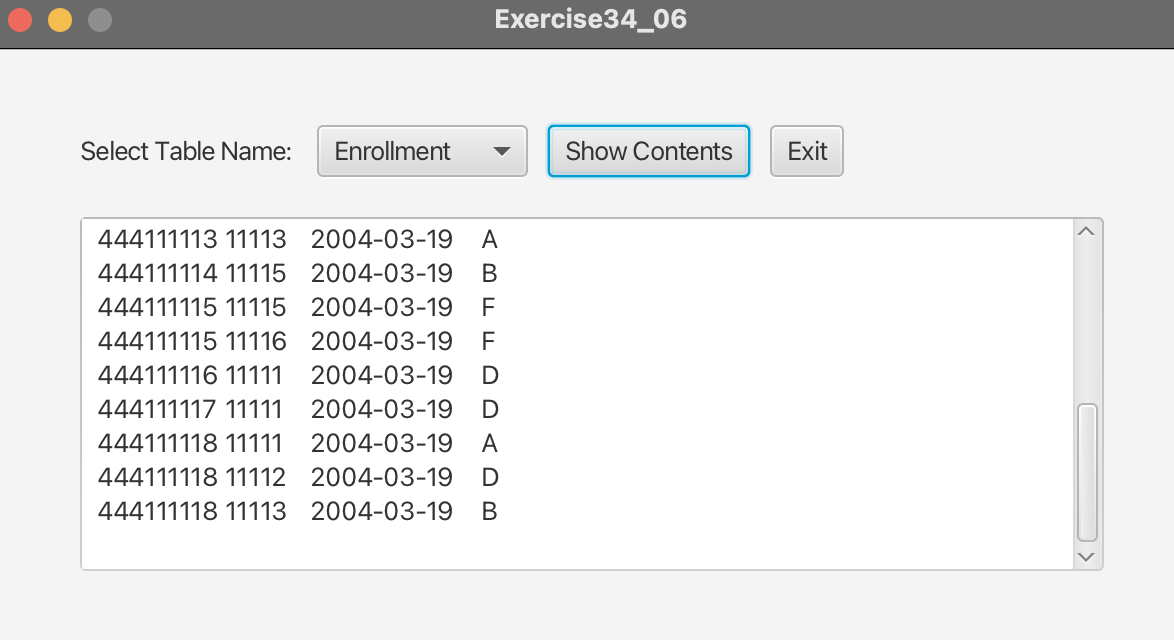 Exercise34_06
Select Table Name: Enrollment Show Contents Exit
444111113 11113 2004-03-19 A
444111114 11115 2004-03-19 B
444111115 11115 2004-03-19 F
444111115 11116 2004-03-19 F
444111116 11111 2004-03-19 D
444111117 11111 2004-03-19 D
444111118 11111 2004-03-19 A
444111118 11112 2004-03-19 D
444111118 11113 2004-03-19 B